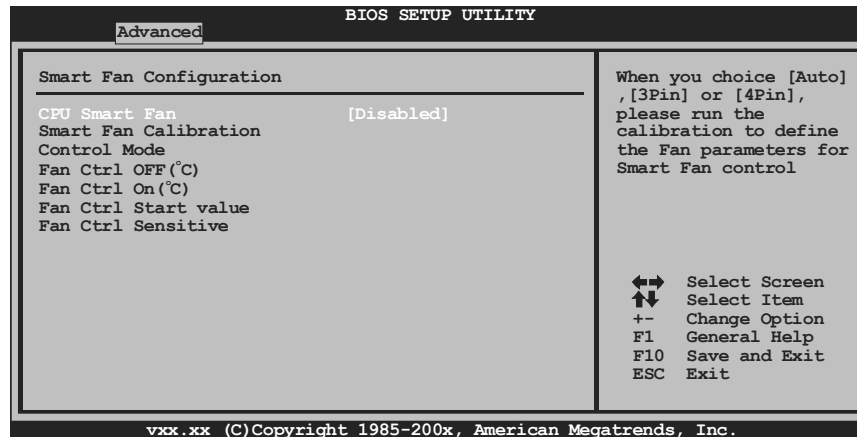 BIOS SETUP UTILITY
Advanced
Smart Fan Configuration
CPU Smart Fan [Disabled]
Smart Fan Calibration
Control Mode
Fan Ctrl OFF(°C)
Fan Ctrl On(°C)
Fan Ctrl Start value
Fan Ctrl Sensitive
When you choice [Auto]
,[3Pin] or [4Pin],
please run the
calibration to define
the Fan parameters for
Smart Fan control
Select Screen
Select Item
+- Change Option
F1 General Help
F10 Save and Exit
ESC Exit
vxx.xx (C)Copyright 1985-200x, American Megatrends, Inc.